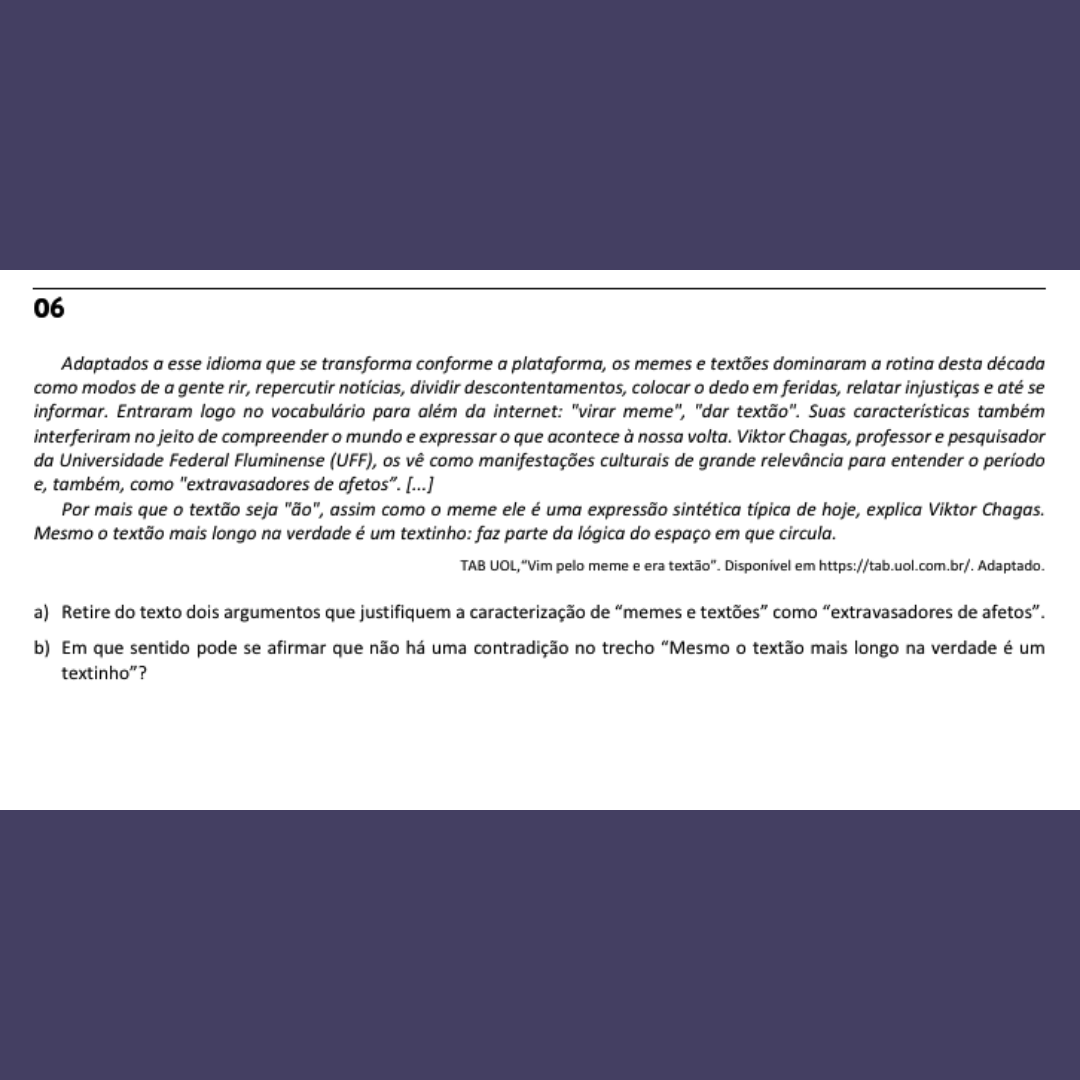 06
Adaptados a esse idioma que se transforma conforme a plataforma, os memes e textões dominaram a rotina desta década
como modos de a gente rir, repercutir notícias, dividir descontentamentos, colocar o dedo em feridas, relatar injustiças e até se
informar. Entraram logo no vocabulário para além da internet: "virar meme", "dar textão". Suas características também
interferiram no jeito de compreender o mundo e expressar o que acontece à nossa volta. Viktor Chagas, professor e pesquisador
da Universidade Federal Fluminense (UFF), os vê como manifestações culturais de grande relevância para entender o período
e, também, como "extravasadores de afetos”. [...]
Por mais que o textão seja "ão", assim como o meme ele é uma expressão sintética típica de hoje, explica Viktor Chagas.
Mesmo o textão mais longo na verdade é um textinho: faz parte da lógica do espaço em que circula.
TAB UOL,“Vim pelo meme e era textão”. Disponível em https://tab.uol.com.br/. Adaptado.
a) Retire do texto dois argumentos que justifiquem a caracterização de “memes e textões” como “extravasadores de afetos”.
b) Em que sentido pode se afirmar que não há uma contradição no trecho “Mesmo o textão mais longo na verdade é um
textinho”?